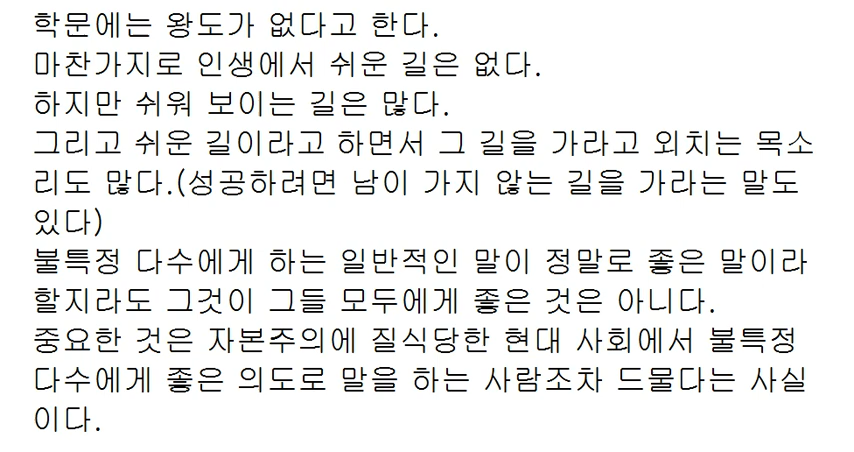 학문에는 왕도가 없다고 한다.
마찬가지로 인생에서 쉬운 길은 없다.
하지만 쉬워 보이는 길은 많다.
그리고 쉬운 길이라고 하면서 그 길을 가라고 외치는 목소
리도 많다.(성공하려면 남이 가지 않는 길을 가라는 말도
있다)
불특정 다수에게 하는 일반적인 말이 정말로 좋은 말이라
할지라도 그것이 그들 모두에게 좋은 것은 아니다.
중요한 것은 자본주의에 질식당한 현대 사회에서 불특정
다수에게 좋은 의도로 말을 하는 사람조차 드물다는 사실
이다.